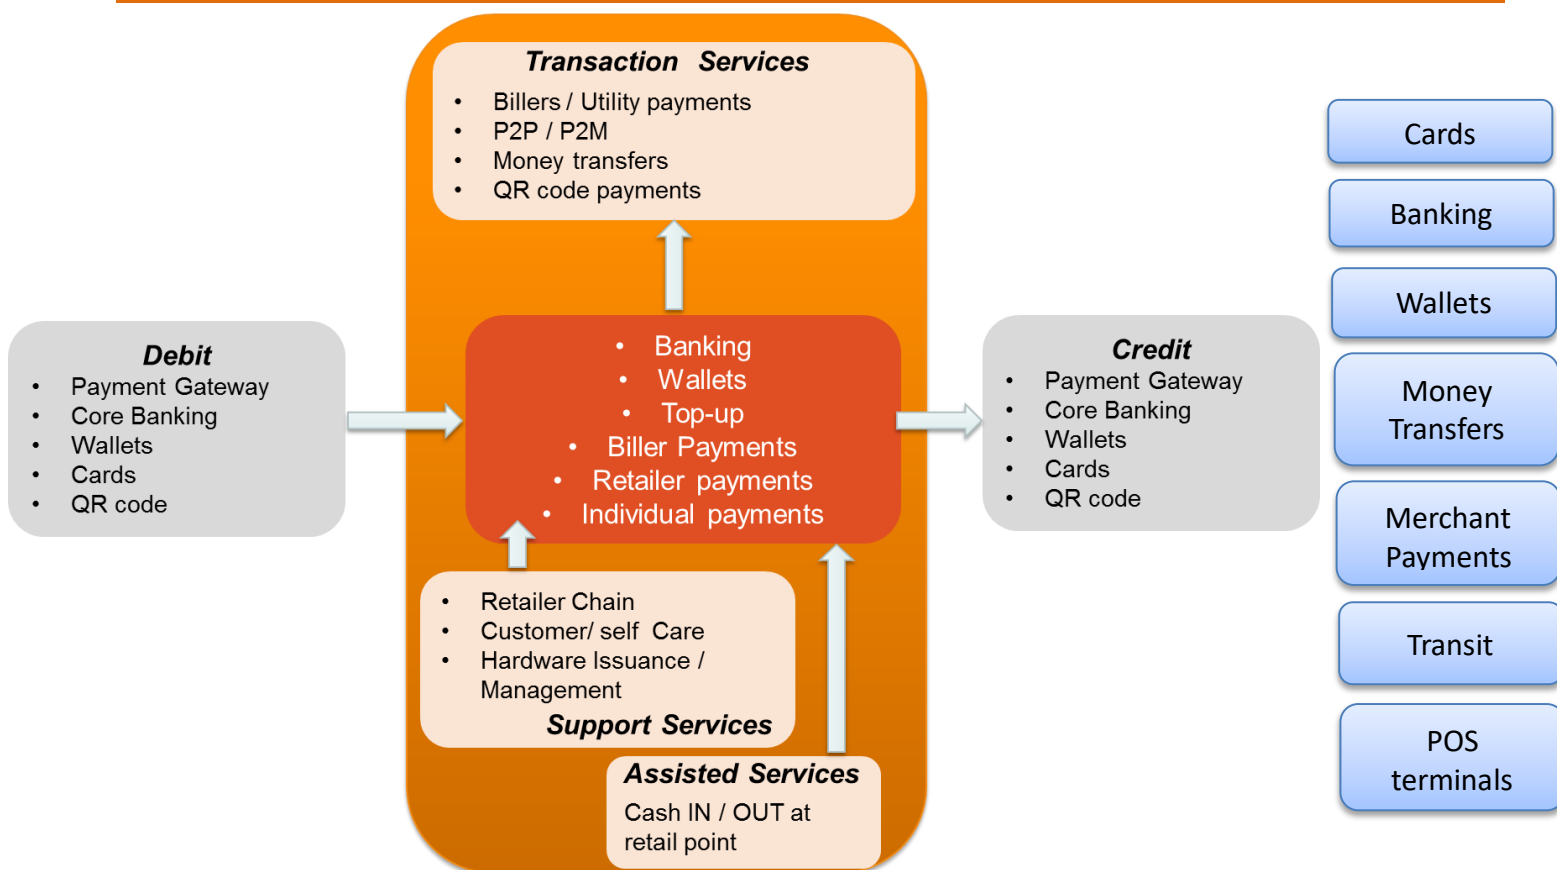 Transaction Services
• Billers / Utility payments
• P2P / P2M
• Money transfers
• QR code payments
Debit
• Payment Gateway
• Core Banking
• Wallets
• Cards
• QR code
• Banking
• Wallets
• Top-up
• Biller Payments
• Retailer payments
• Individual payments
Credit
• Payment Gateway
• Core Banking
• Wallets
• Cards
• QR code
• Retailer Chain
• Customer/ self Care
• Hardware Issuance /
Management
Support Services
Assisted Services
Cash IN / OUT at
retail point
Cards
Banking
Wallets
Money
Transfers
Merchant
Payments
Transit
POS
terminals